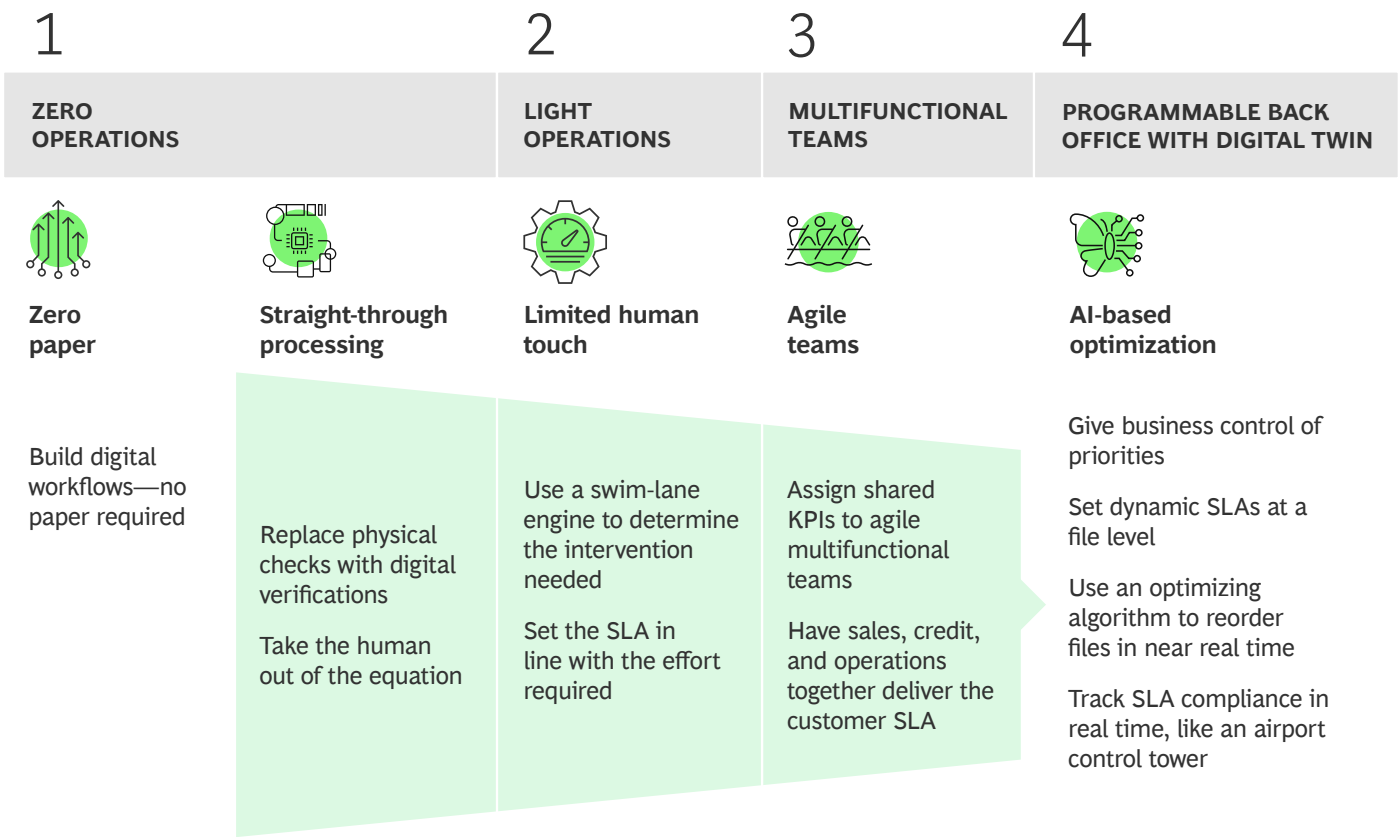 1
ZERO
OPERATIONS
2
LIGHT
OPERATIONS
3
MULTIFUNCTIONAL
TEAMS
4
PROGRAMMABLE BACK
OFFICE WITH DIGITAL TWIN
Zero
paper
Build digital
workflows—no
paper required
Straight-through
processing
Replace physical
checks with digital
verifications
Take the human
out of the equation
Limited human
touch
Use a swim-lane
engine to determine
the intervention
needed
Set the SLA in
line with the effort
required
Agile
teams
Assign shared
KPIs to agile
multifunctional
teams
Have sales, credit,
and operations
together deliver the
customer SLA
AI-based
optimization
Give business control of
priorities
Set dynamic SLAs at a
file level
Use an optimizing
algorithm to reorder
files in near real time
Track SLA compliance in
real time, like an airport
control tower